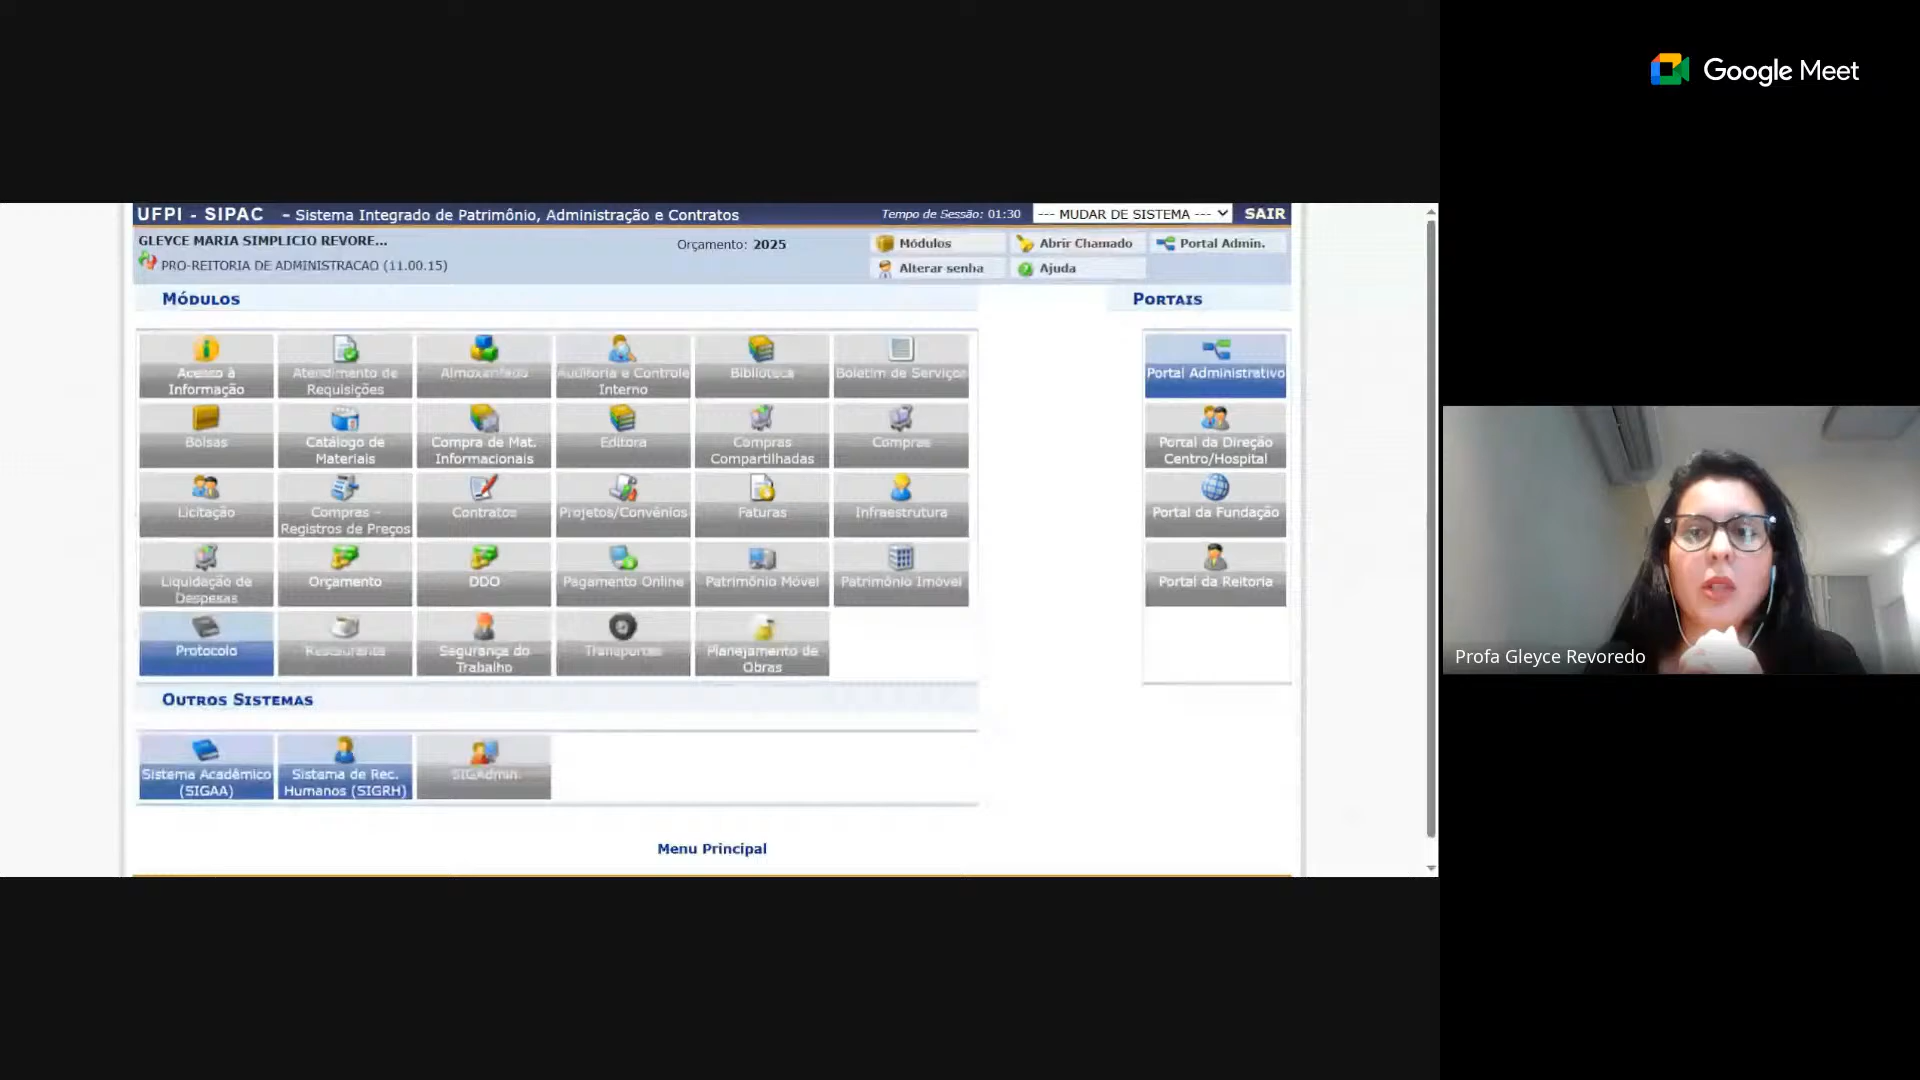 Google Meet
UFPI - SIPAC - Sistema Integrado de Patrimônio, Administração e Contratos
Tempo de Sessão: 01:30
--- MUDAR DE SISTEMA ---
SAIR
GLEYCE MARIA SIMPLICIO REVORE...
Orçamento: 2025
Módulos
Abrir Chamado
Portal Admin.
PRO-REITORIA DE ADMINISTRACAO (11.00.15)
Alterar senha
Ajuda
MÓDULOS
PORTAIS
Acesso à
Informação
Atendimento de
Requisições
Almoxarifado
Auditoria e Controle
Interno
Biblioteca
Boletim de Serviços
Portal Administrativo
Bolsas
Catálogo de
Materiais
Compra de Mat.
Informacionais
Editora
Compras
Compartilhadas
Compras
Portal da Direção
Centro/Hospital
Licitação
Compras -
Registros de Preços
Contratos
Projetos/Convênios
Faturas
Infraestrutura
Portal da Fundação
Liquidação de
Despesas
Orçamento
DDO
Pagamento Online
Patrimônio Móvel
Patrimônio Imóvel
Portal da Reitoria
Protocolo
Restaurante
Segurança do
Trabalho
Transportes
Planejamento de
Obras
OUTROS SISTEMAS
Sistema Acadêmico
(SIGAA)
Sistema de Rec.
Humanos (SIGRH)
SIGAdmin
Menu Principal
Profa Gleyce Revoredo